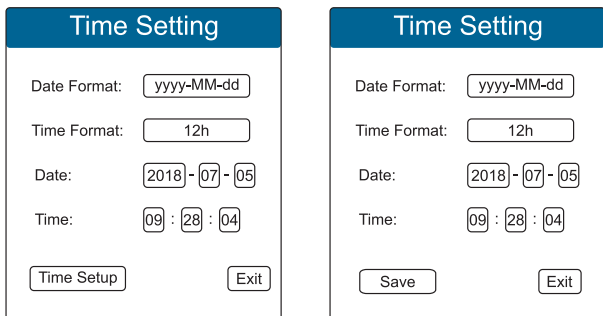 Time Setting
Date Format: yyyy-MM-dd
Time Format: 12h
Date: 2018 - 07 - 05
Time: 09 : 28 : 04
Time Setup Exit
Time Setting
Date Format: yyyy-MM-dd
Time Format: 12h
Date: 2018 - 07 - 05
Time: 09 : 28 : 04
Save Exit